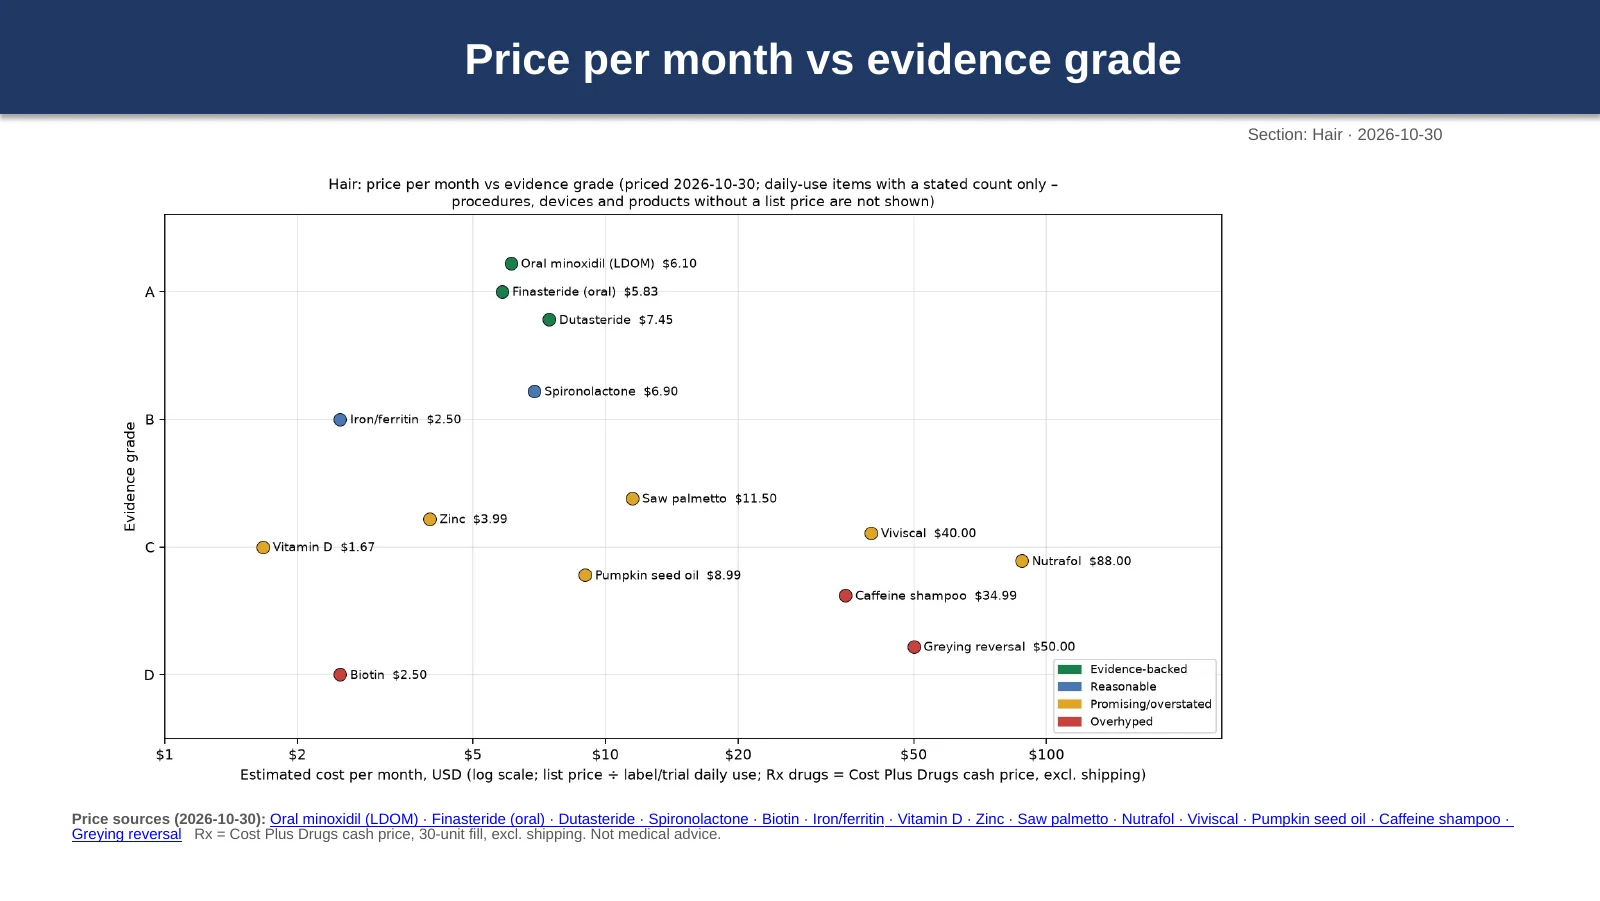 Price per month vs evidence grade
Section: Hair · 2026-10-30
Hair: price per month vs evidence grade (priced 2026-10-30; daily-use items with a stated count only –
procedures, devices and products without a list price are not shown)
Oral minoxidil (LDOM) $6.10
A
Finasteride (oral) $5.83
Dutasteride $7.45
Spironolactone $6.90
B
Iron/ferritin $2.50
Evidence grade
Saw palmetto $11.50
Zinc $3.99
Viviscal $40.00
C
Vitamin D $1.67
Nutrafol $88.00
Pumpkin seed oil $8.99
Caffeine shampoo $34.99
Greying reversal $50.00
D
Biotin $2.50
Evidence-backed
Reasonable
Promising/overstated
Overhyped
$1 $2 $5 $10 $20 $50 $100
Estimated cost per month, USD (log scale; list price ÷ label/trial daily use; Rx drugs = Cost Plus Drugs cash price, excl. shipping)
Price sources (2026-10-30): Oral minoxidil (LDOM) · Finasteride (oral) · Dutasteride · Spironolactone · Biotin · Iron/ferritin · Vitamin D · Zinc · Saw palmetto · Nutrafol · Viviscal · Pumpkin seed oil · Caffeine shampoo ·
Greying reversal Rx = Cost Plus Drugs cash price, 30-unit fill, excl. shipping. Not medical advice.